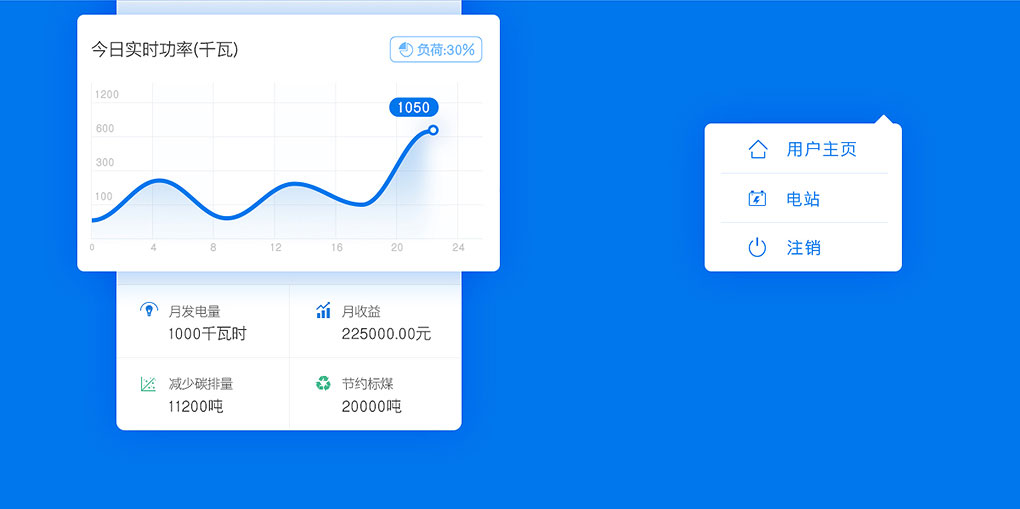 今日实时功率(千瓦)
负荷:30%
1200
1050
600
300
100
0 4 8 12 16 20 24
月发电量
1000千瓦时
月收益
225000.00元
减少碳排量
11200吨
节约标煤
20000吨
用户主页
电站
注销